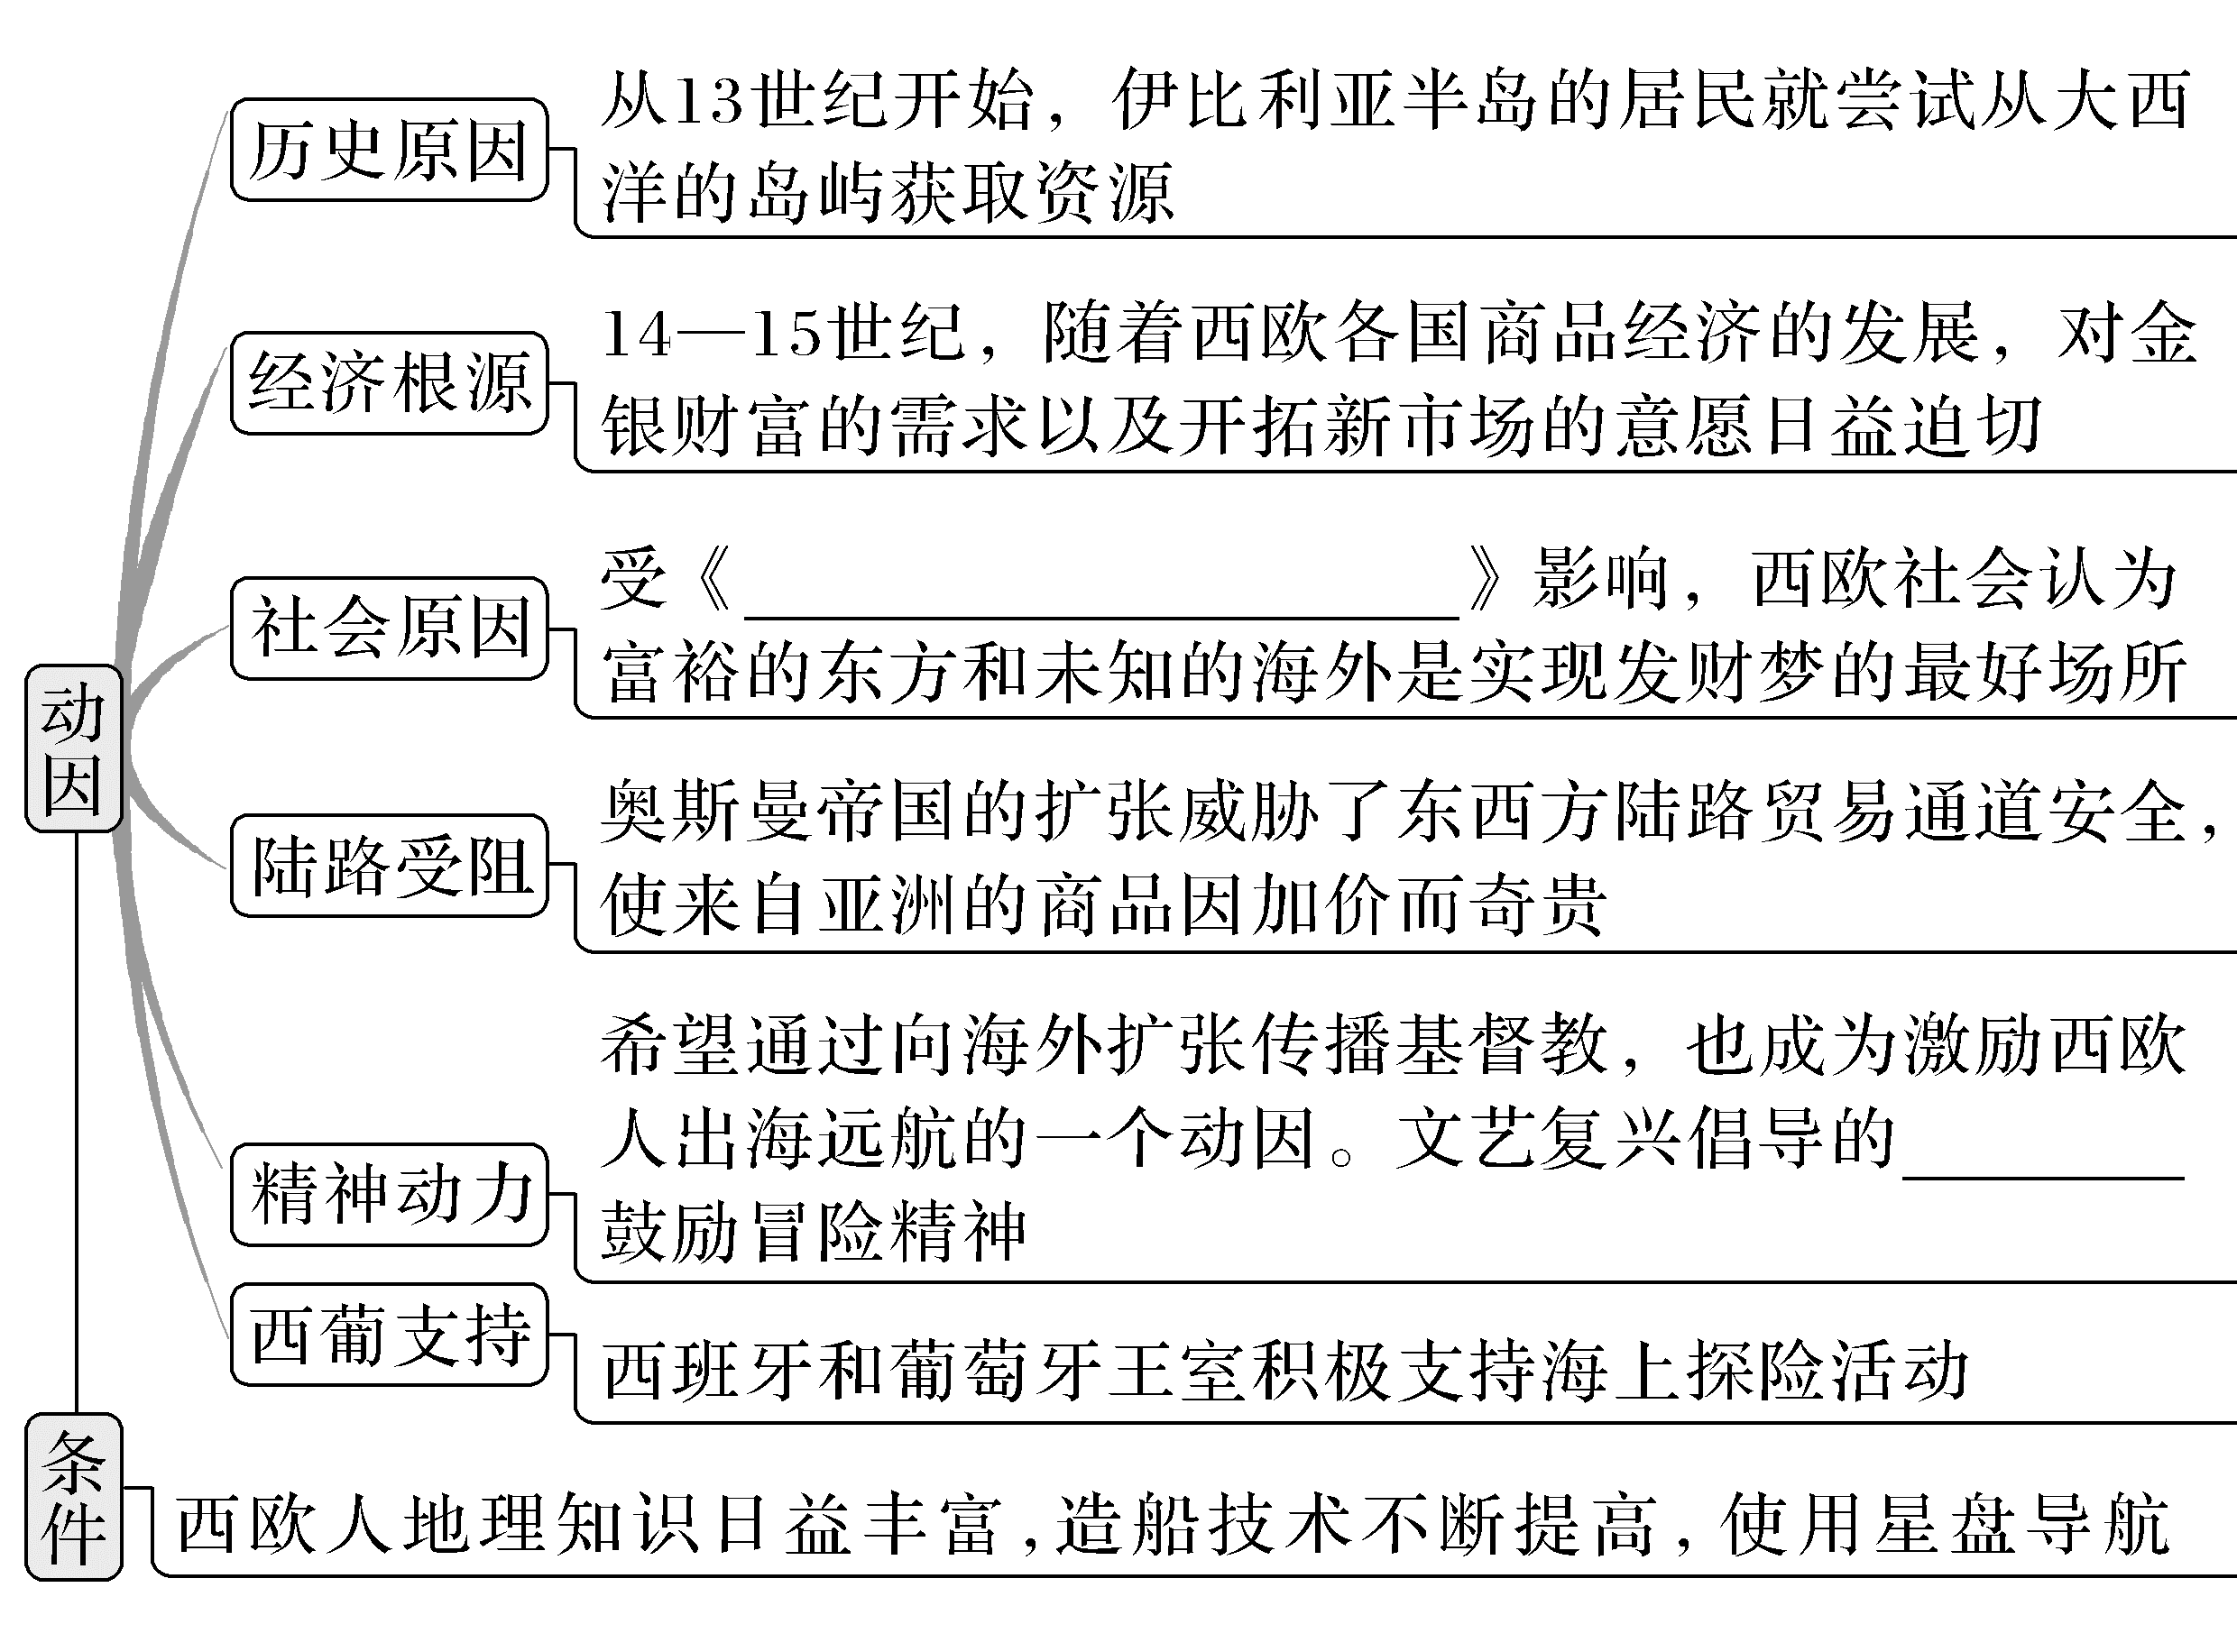 动因
历史原因
从13世纪开始，伊比利亚半岛的居民就尝试从大西
洋的岛屿获取资源
经济根源
14—15世纪，随着西欧各国商品经济的发展，对金
银财富的需求以及开拓新市场的意愿日益迫切
社会原因
受《__________》影响，西欧社会认为
富裕的东方和未知的海外是实现发财梦的最好场所
陆路受阻
奥斯曼帝国的扩张威胁了东西方陆路贸易通道安全，
使来自亚洲的商品因加价而奇贵
精神动力
希望通过向海外扩张传播基督教，也成为激励西欧
人出海远航的一个动因。文艺复兴倡导的________
鼓励冒险精神
西葡支持
西班牙和葡萄牙王室积极支持海上探险活动
条件
西欧人地理知识日益丰富，造船技术不断提高，使用星盘导航